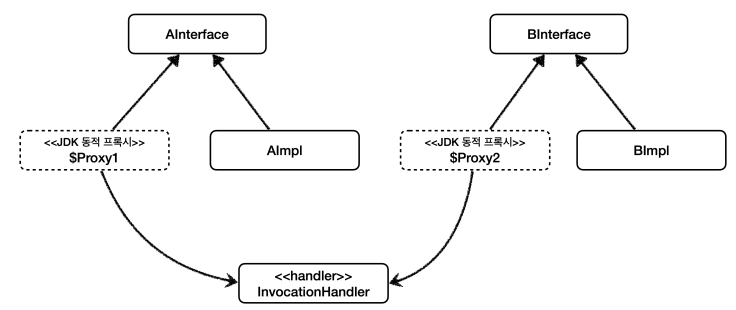 AInterface
BInterface
<<JDK 동적 프록시>>
$Proxy1
AImpl
<<JDK 동적 프록시>>
$Proxy2
BImpl
<<handler>>
InvocationHandler